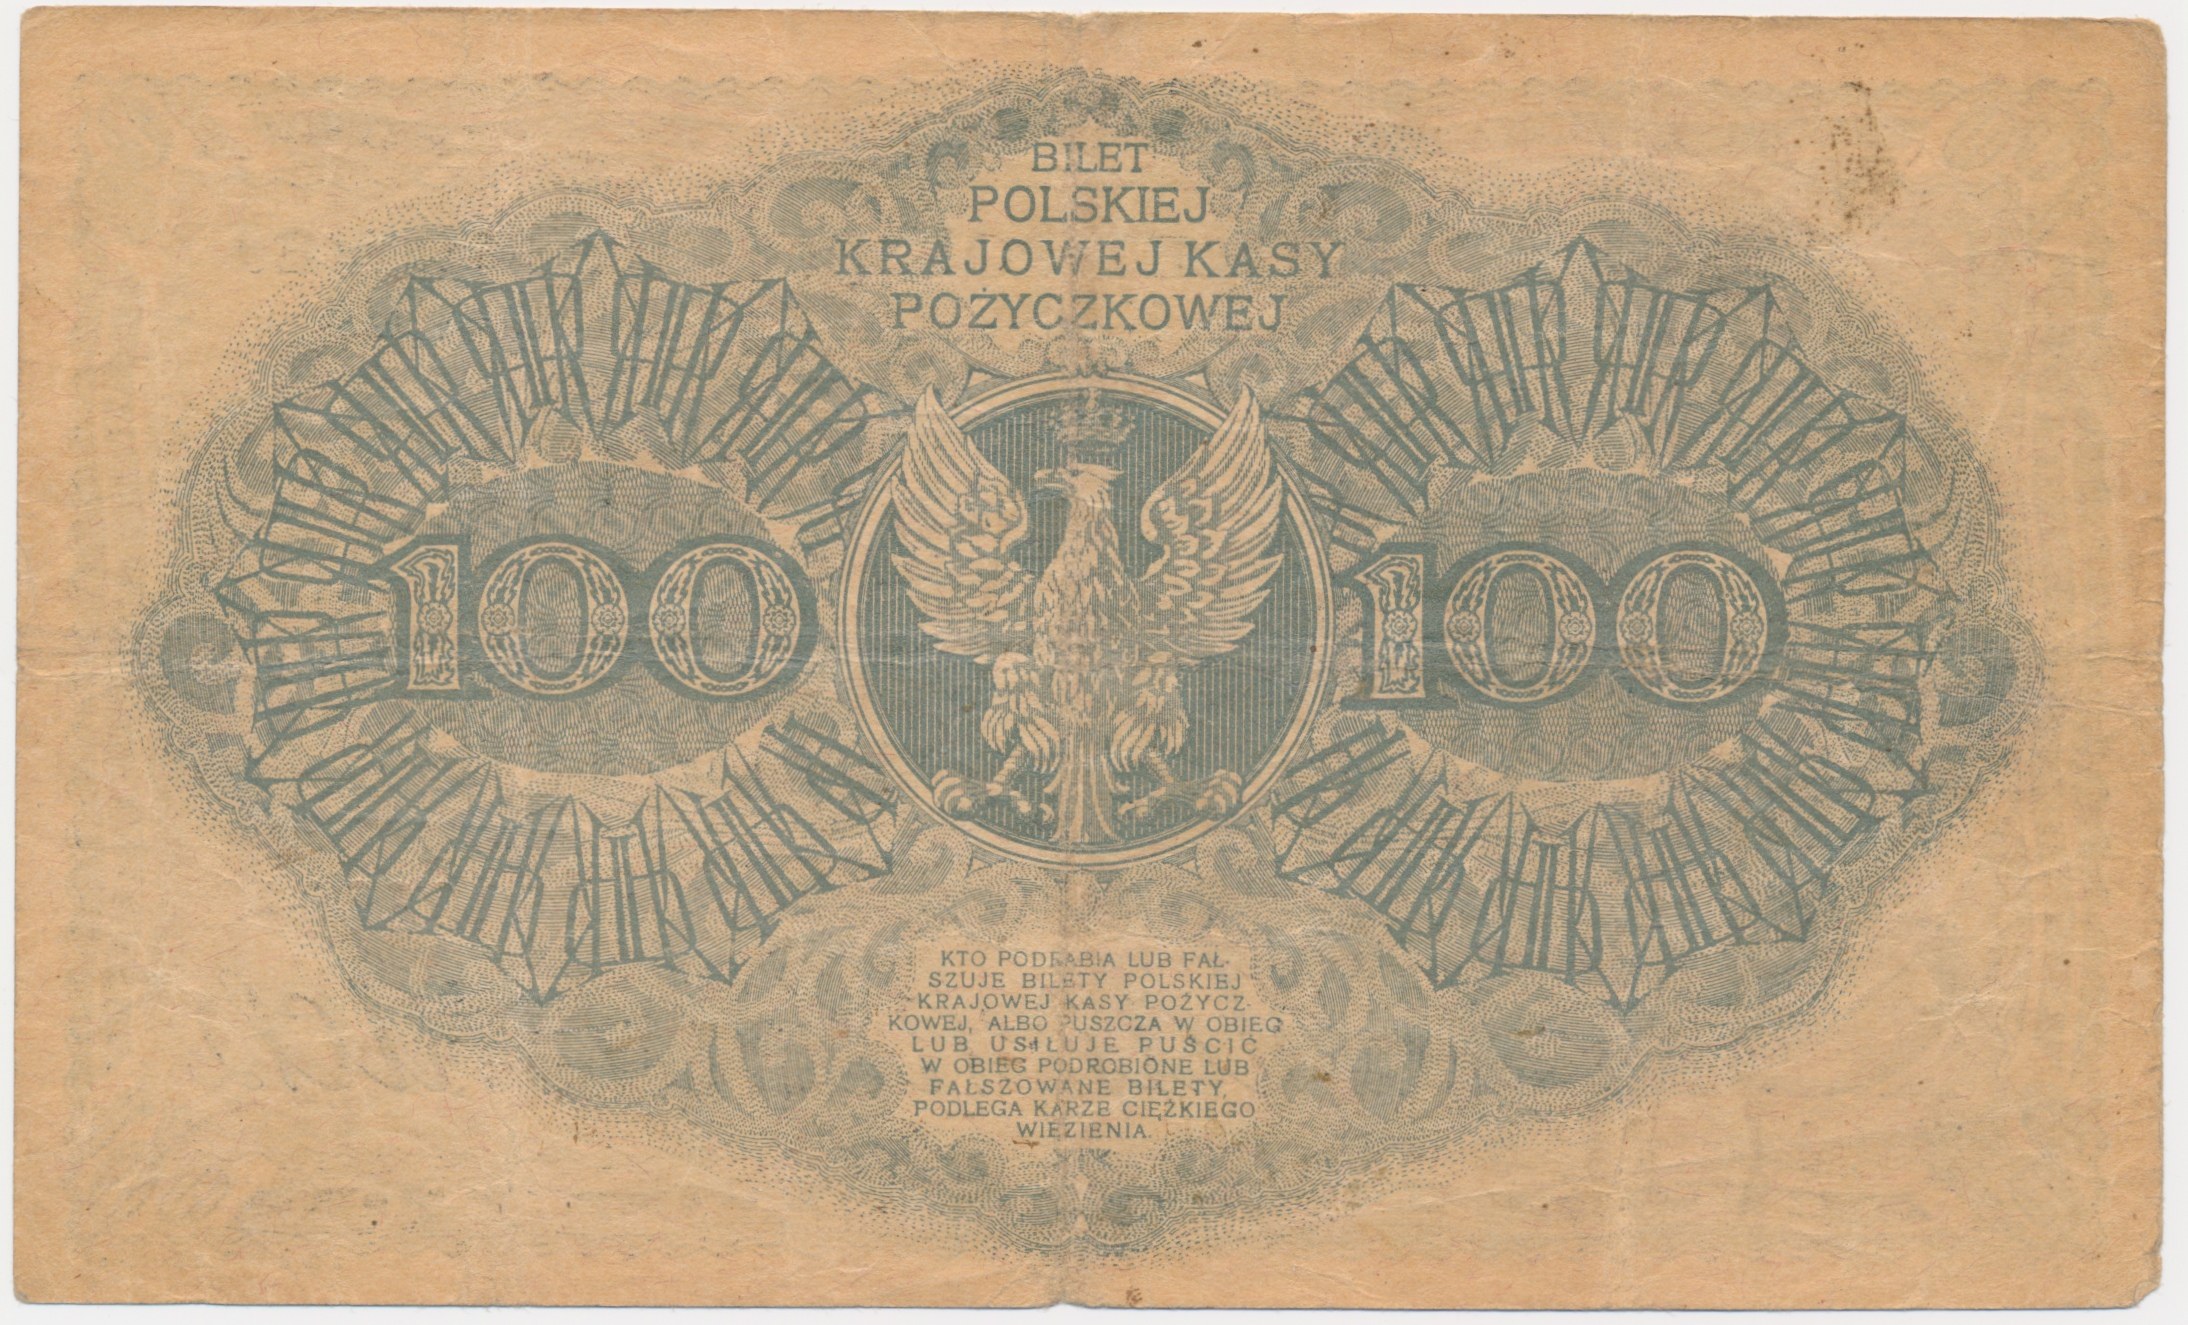 BILET
POLSKIEJ
KRAJOWEJ KASY
POŻYCZKOWEJ
100 100
KTO PODRABIA LUB FAŁ-
SZUJE BILETY POLSKIEJ
KRAJOWEJ KASY POŻYCZ-
KOWEJ, ALBO PUSZCZA W OBIEG
LUB USIŁUJE PUŚCIĆ
W OBIEG PODROBIONE LUB
FAŁSZOWANE BILETY,
PODLEGA KARZE CIĘŻKIEGO
WIĘZIENIA.